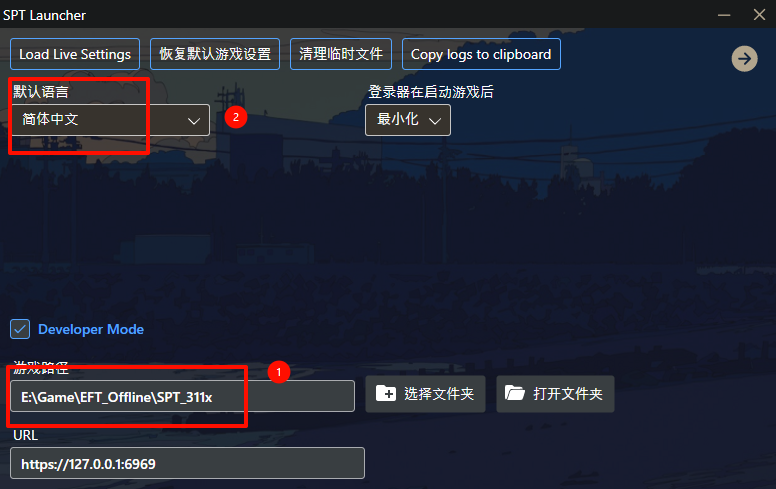 SPT Launcher
Load Live Settings 恢复默认游戏设置 清理临时文件 Copy logs to clipboard
默认语言 登录器在启动游戏后
简体中文 2 最小化
Developer Mode
游戏路径 1
E:\Game\EFT_Offline\SPT_311x 选择文件夹 打开文件夹
URL
https://127.0.0.1:6969